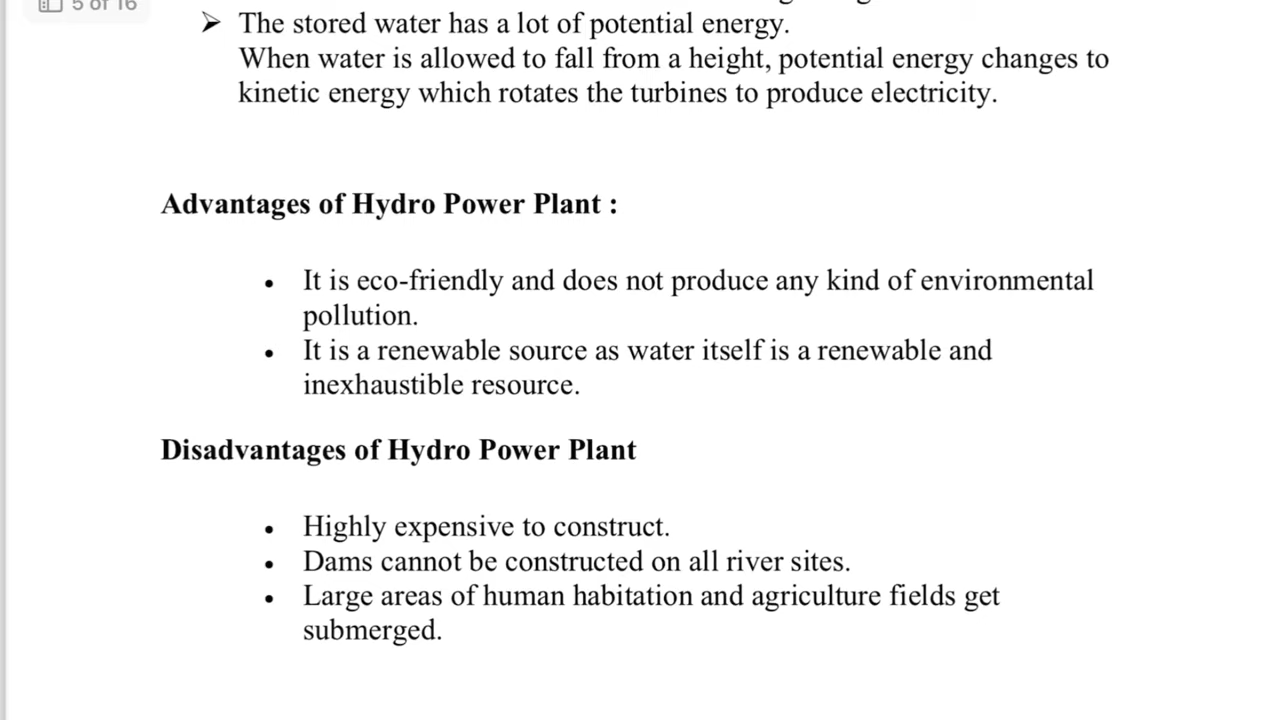 5 of 16
➤ The stored water has a lot of potential energy.
When water is allowed to fall from a height, potential energy changes to
kinetic energy which rotates the turbines to produce electricity.
Advantages of Hydro Power Plant :
• It is eco-friendly and does not produce any kind of environmental
pollution.
• It is a renewable source as water itself is a renewable and
inexhaustible resource.
Disadvantages of Hydro Power Plant
• Highly expensive to construct.
• Dams cannot be constructed on all river sites.
• Large areas of human habitation and agriculture fields get
submerged.